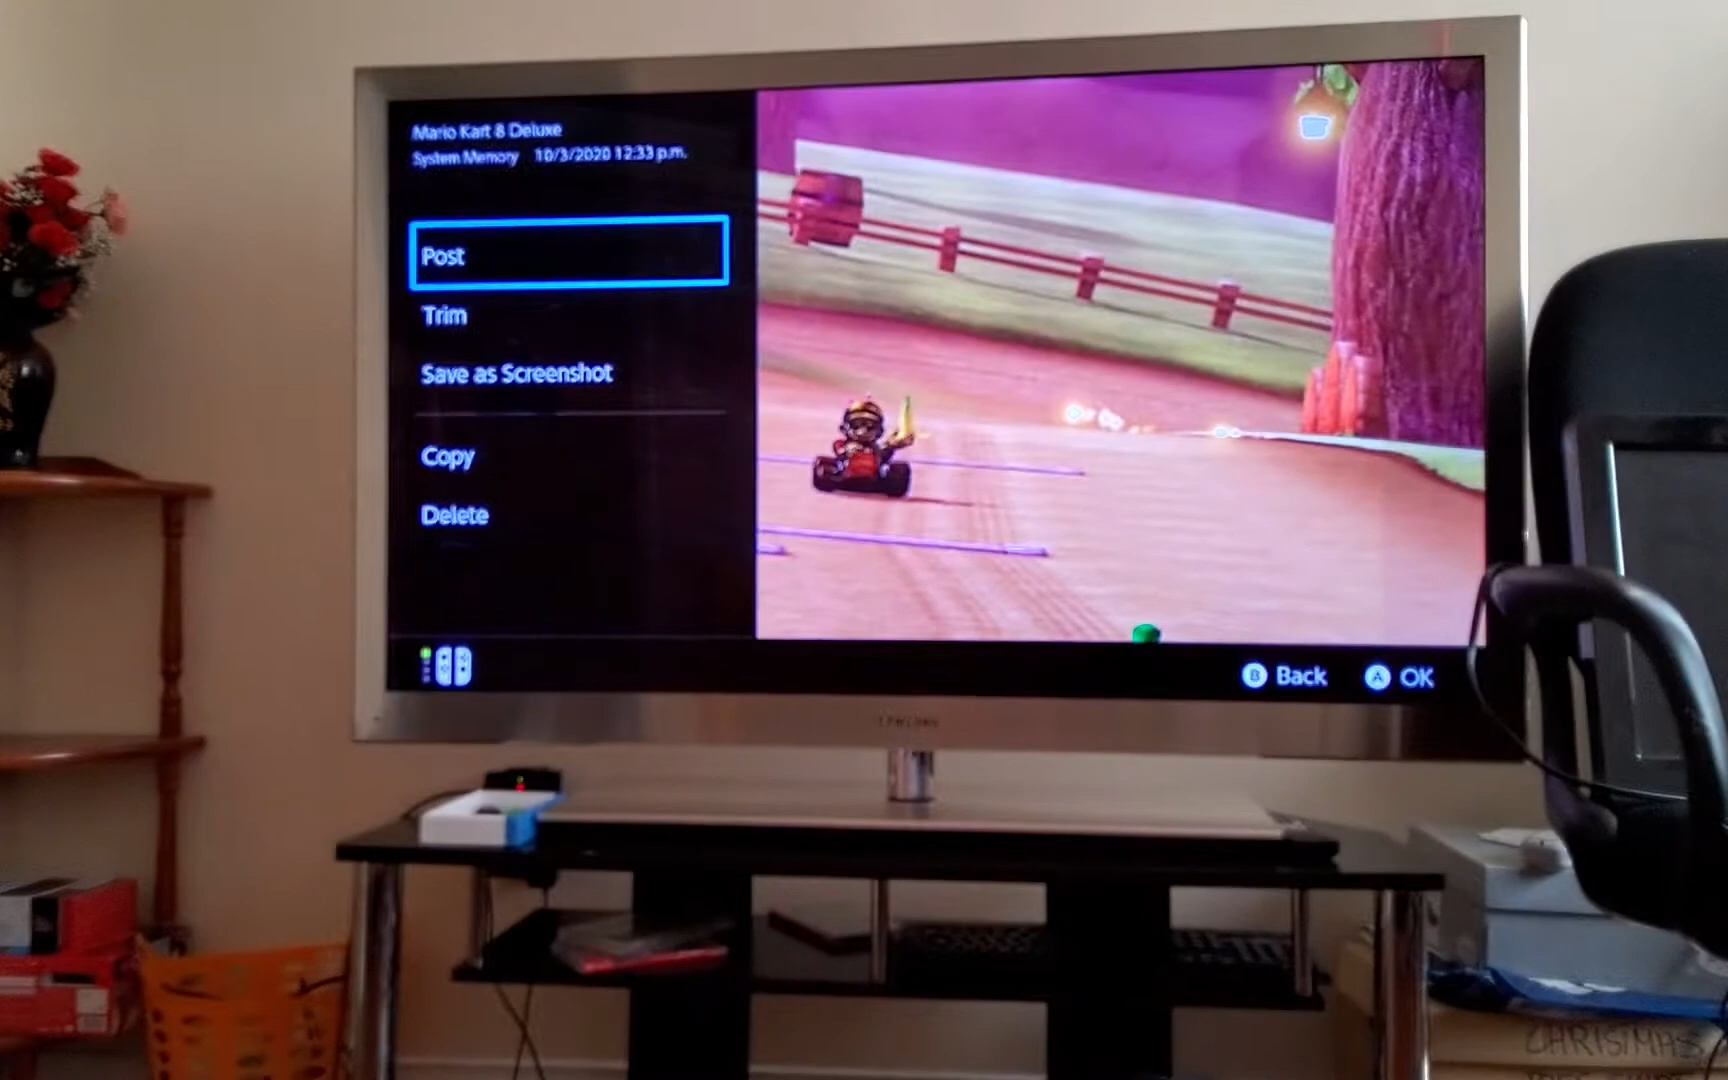 Mario Kart 8 Deluxe
System Memory 10/3/2020 12:33 p.m.
Post
Trim
Save as Screenshot
Copy
Delete
B Back A OK
CHRISTMAS